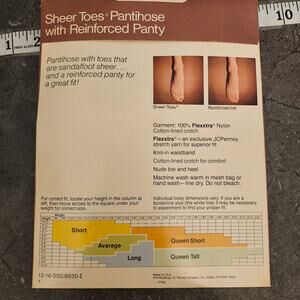 Sheer Toes® Pantihose
with Reinforced Panty
Pantihose with toes that
are sandalfoot sheer...
and a reinforced panty for
a great fit!
Sheer Toes®
Reinforced toe
Garment: 100% Flexxtra® Nylon
Cotton-lined crotch
Flexxtra®—an exclusive JCPenney
stretch yarn for superior fit
Knit-in waistband
Cotton-lined crotch for comfort
Nude toe and heel
Machine wash warm in mesh bag or
hand wash—line dry. Do not bleach.
For correct fit, locate your height in the column at
left, then move across to the square under your
weight for correct size.
Individual body dimensions vary. If you are a
borderline size (the white line) it may be necessary
to experiment to find your proper fit.
Weight
Height
Short
Average
Long
Queen Short
Queen Tall
12-16-030/6630-
Made in U.S.A.
1
10